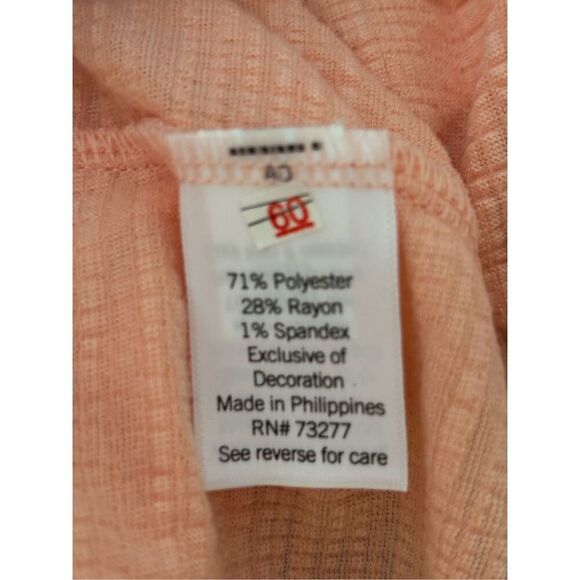 AO
60
71% Polyester
28% Rayon
1% Spandex
Exclusive of
Decoration
Made in Philippines
RN# 73277
See reverse for care